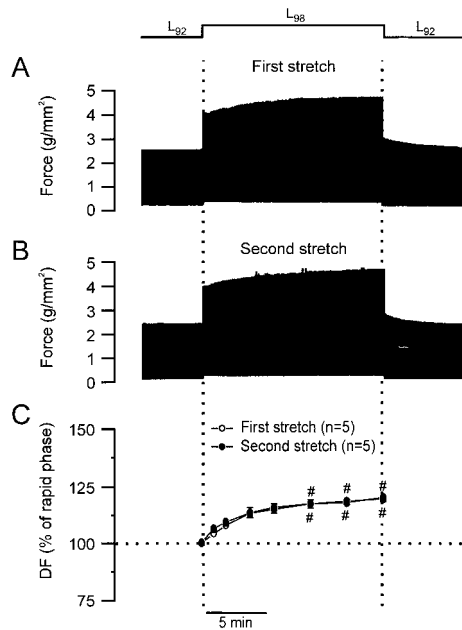 L92 L98 L92
A
First stretch
Force (g/mm²)
5
4
3
2
1
0
B
Second stretch
Force (g/mm²)
5
4
3
2
1
0
C
First stretch (n=5)
Second stretch (n=5)
DF (% of rapid phase)
150
125
100
75
# # #
# # #
5 min